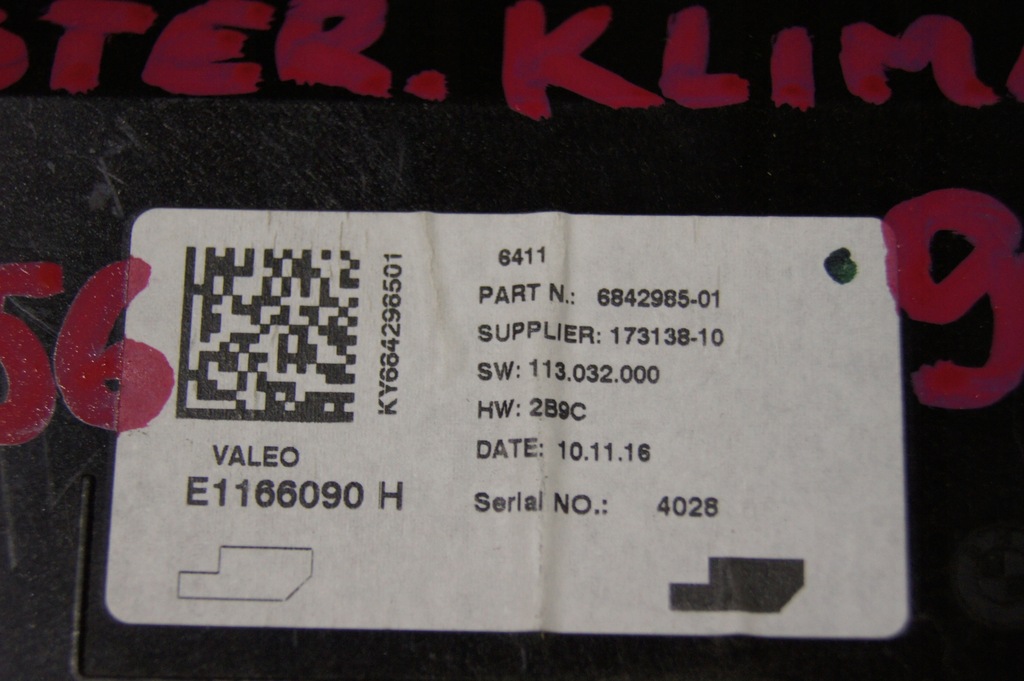 STER. KLIM
56
9
KY664298501
VALEO
E1166090 H
6411
PART N.: 6842985-01
SUPPLIER: 173138-10
SW: 113.032.000
HW: 2B9C
DATE: 10.11.16
Serial NO.: 4028